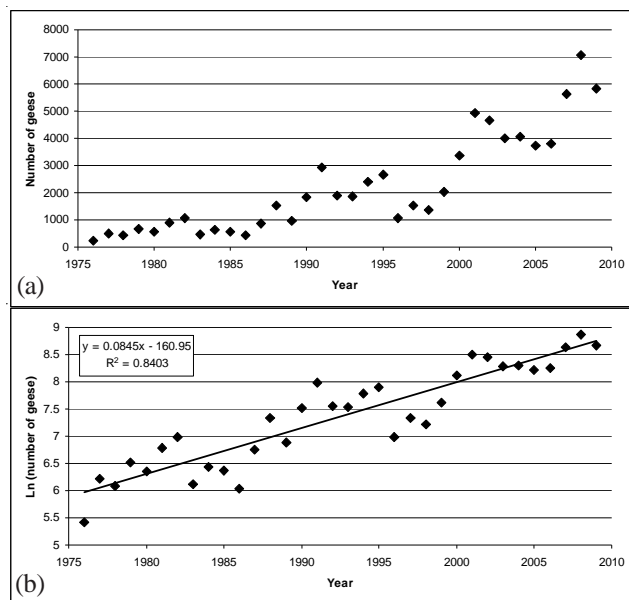 8000
7000
6000
5000
4000
3000
2000
1000
0
Number of geese
1975 1980 1985 1990 1995 2000 2005 2010
Year
(a)
9
8.5
8
7.5
7
6.5
6
5.5
5
Ln (number of geese)
y = 0.0845x - 160.95
R² = 0.8403
1975 1980 1985 1990 1995 2000 2005 2010
Year
(b)